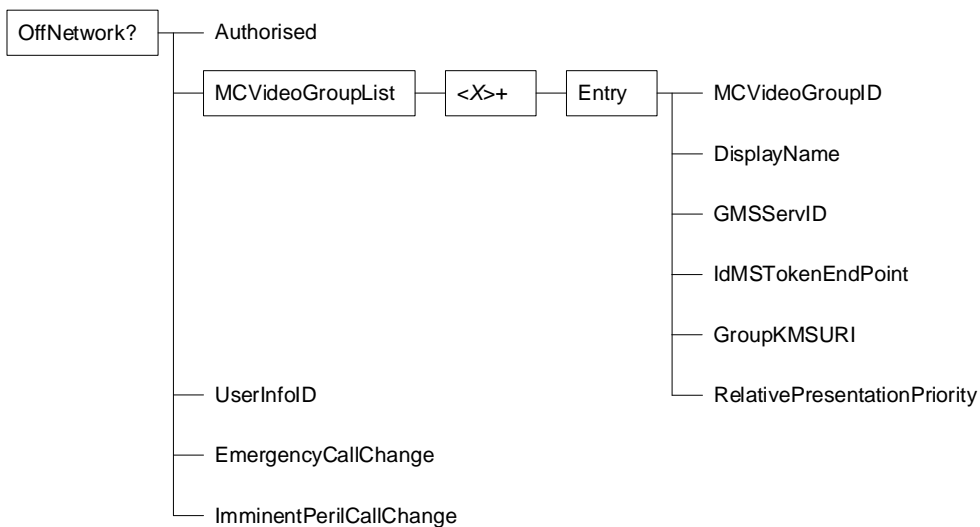 OffNetwork?
Authorised
MCVideoGroupList
<X>+
Entry
MCVideoGroupID
DisplayName
GMSServID
IdMSTokenEndPoint
GroupKMSURI
RelativePresentationPriority
UserInfoID
EmergencyCallChange
ImminentPerilCallChange